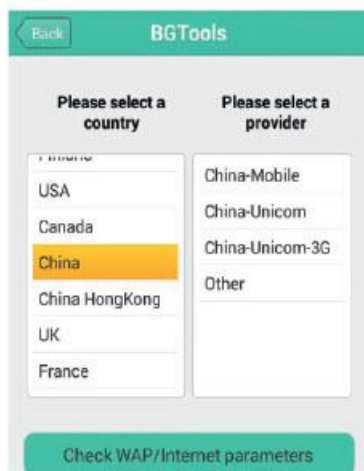 Back
BGTools
Please select a
country
Please select a
provider
USA
Canada
China
China HongKong
UK
France
China-Mobile
China-Unicom
China-Unicom-3G
Other
Check WAP/Internet parameters